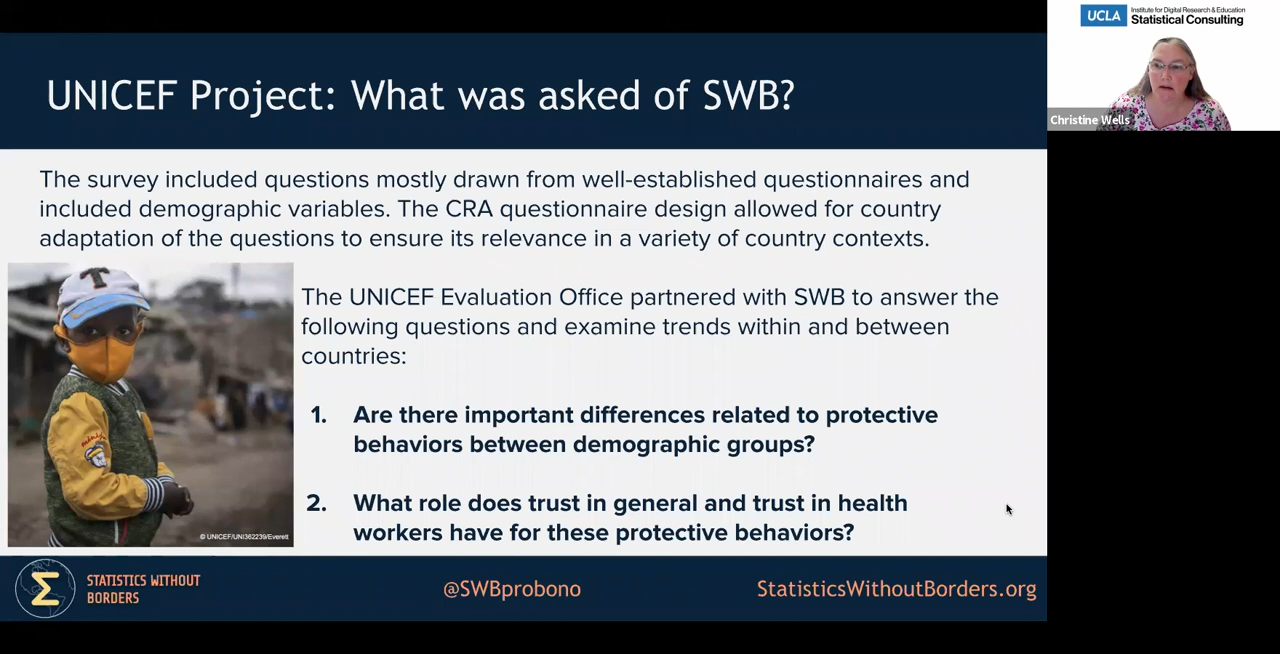 UNICEF Project: What was asked of SWB?
UCLA
Institute for Digital Research & Education
Statistical Consulting
Christine Wells
The survey included questions mostly drawn from well-established questionnaires and
included demographic variables. The CRA questionnaire design allowed for country
adaptation of the questions to ensure its relevance in a variety of country contexts.
The UNICEF Evaluation Office partnered with SWB to answer the
following questions and examine trends within and between
countries:
1. Are there important differences related to protective
behaviors between demographic groups?
2. What role does trust in general and trust in health
workers have for these protective behaviors?
T
© UNICEF/UNI362239/Everett
Σ
STATISTICS WITHOUT
BORDERS
@SWBprobono
StatisticsWithoutBorders.org